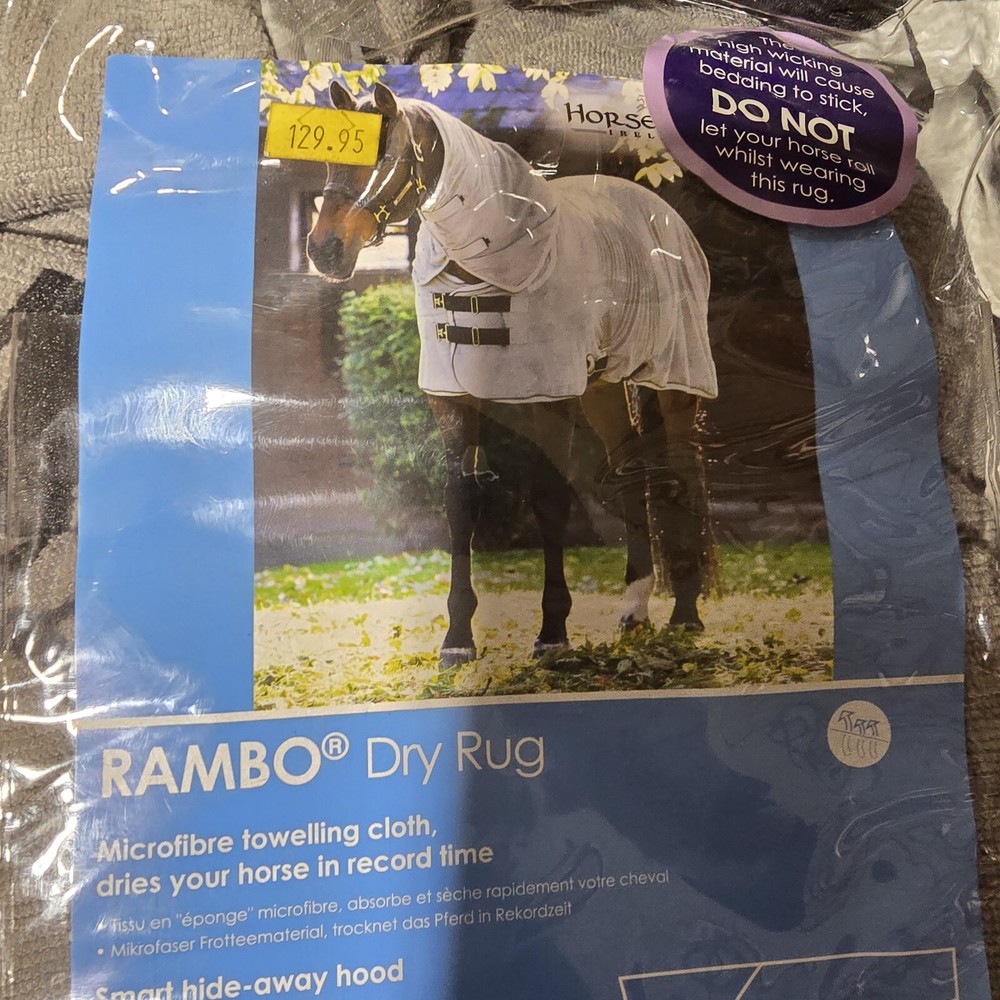 The
high wicking
material will cause
bedding to stick,
DO NOT
let your horse roll
whilst wearing
this rug.
129.95
HORSE
IREL
RAMBO® Dry Rug
Microfibre towelling cloth,
dries your horse in record time
• Tissu en "éponge" microfibre, absorbe et sèche rapidement votre cheval
• Mikrofaser Frotteematerial, trocknet das Pferd in Rekordzeit
Smart hide-away hood